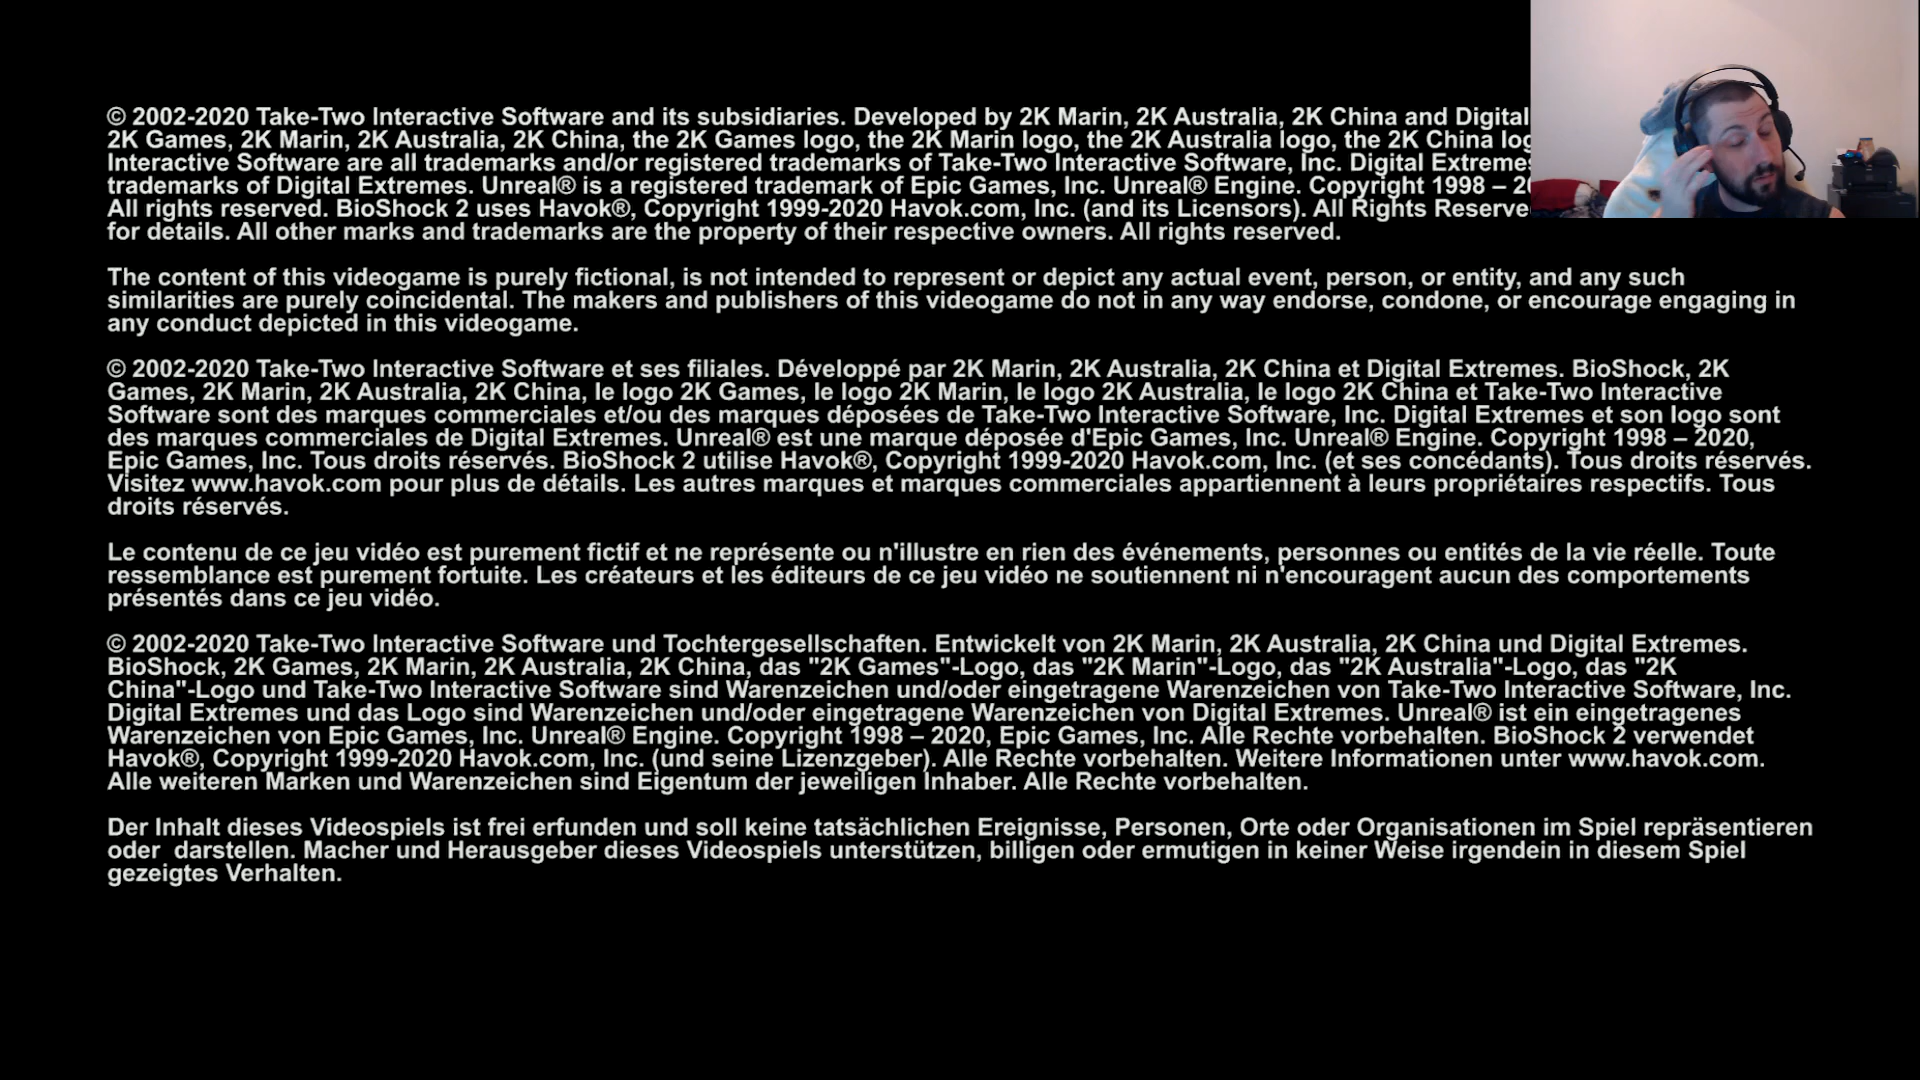 © 2002-2020 Take-Two Interactive Software and its subsidiaries. Developed by 2K Marin, 2K Australia, 2K China and Digital
2K Games, 2K Marin, 2K Australia, 2K China, the 2K Games logo, the 2K Marin logo, the 2K Australia logo, the 2K China
Interactive Software are all trademarks and/or registered trademarks of Take-Two Interactive Software, Inc. Digital
trademarks of Digital Extremes. Unreal® is a registered trademark of Epic Games, Inc. Unreal® Engine. Copyright 1998 –
All rights reserved. BioShock 2 uses Havok®, Copyright 1999-2020 Havok.com, Inc. (and its Licensors). All Rights
for details. All other marks and trademarks are the property of their respective owners. All rights reserved.
The content of this videogame is purely fictional, is not intended to represent or depict any actual event, person, or entity, and any such
similarities are purely coincidental. The makers and publishers of this videogame do not in any way endorse, condone, or encourage engaging in
any conduct depicted in this videogame.
© 2002-2020 Take-Two Interactive Software et ses filiales. Développé par 2K Marin, 2K Australia, 2K China et Digital Extremes. BioShock, 2K
Games, 2K Marin, 2K Australia, 2K China, le logo 2K Games, le logo 2K Marin, le logo 2K Australia, le logo 2K China et Take-Two Interactive
Software sont des marques commerciales et/ou des marques déposées de Take-Two Interactive Software, Inc. Digital Extremes et son logo sont
des marques commerciales de Digital Extremes. Unreal® est une marque déposée d'Epic Games, Inc. Unreal® Engine. Copyright 1998 – 2020,
Epic Games, Inc. Tous droits réservés. BioShock 2 utilise Havok®, Copyright 1999-2020 Havok.com, Inc. (et ses concédants). Tous droits réservés.
Visitez www.havok.com pour plus de détails. Les autres marques et marques commerciales appartiennent à leurs propriétaires respectifs. Tous
droits réservés.
Le contenu de ce jeu vidéo est purement fictif et ne représente ou n'illustre en rien des événements, personnes ou entités de la vie réelle. Toute
ressemblance est purement fortuite. Les créateurs et les éditeurs de ce jeu vidéo ne soutiennent ni n'encouragent aucun des comportements
présentés dans ce jeu vidéo.
© 2002-2020 Take-Two Interactive Software und Tochtergesellschaften. Entwickelt von 2K Marin, 2K Australia, 2K China und Digital Extremes.
BioShock, 2K Games, 2K Marin, 2K Australia, 2K China, das "2K Games"-Logo, das "2K Marin"-Logo, das "2K Australia"-Logo, das "2K
China"-Logo und Take-Two Interactive Software sind Warenzeichen und/oder eingetragene Warenzeichen von Take-Two Interactive Software, Inc.
Digital Extremes und das Logo sind Warenzeichen und/oder eingetragene Warenzeichen von Digital Extremes. Unreal® ist ein eingetragenes
Warenzeichen von Epic Games, Inc. Unreal® Engine. Copyright 1998 – 2020, Epic Games, Inc. Alle Rechte vorbehalten. BioShock 2 verwendet
Havok®, Copyright 1999-2020 Havok.com, Inc. (und seine Lizenzgeber). Alle Rechte vorbehalten. Weitere Informationen unter www.havok.com.
Alle weiteren Marken und Warenzeichen sind Eigentum der jeweiligen Inhaber. Alle Rechte vorbehalten.
Der Inhalt dieses Videospiels ist frei erfunden und soll keine tatsächlichen Ereignisse, Personen, Orte oder Organisationen im Spiel repräsentieren
oder darstellen. Macher und Herausgeber dieses Videospiels unterstützen, billigen oder ermutigen in keiner Weise irgendein in diesem Spiel
gezeigtes Verhalten.